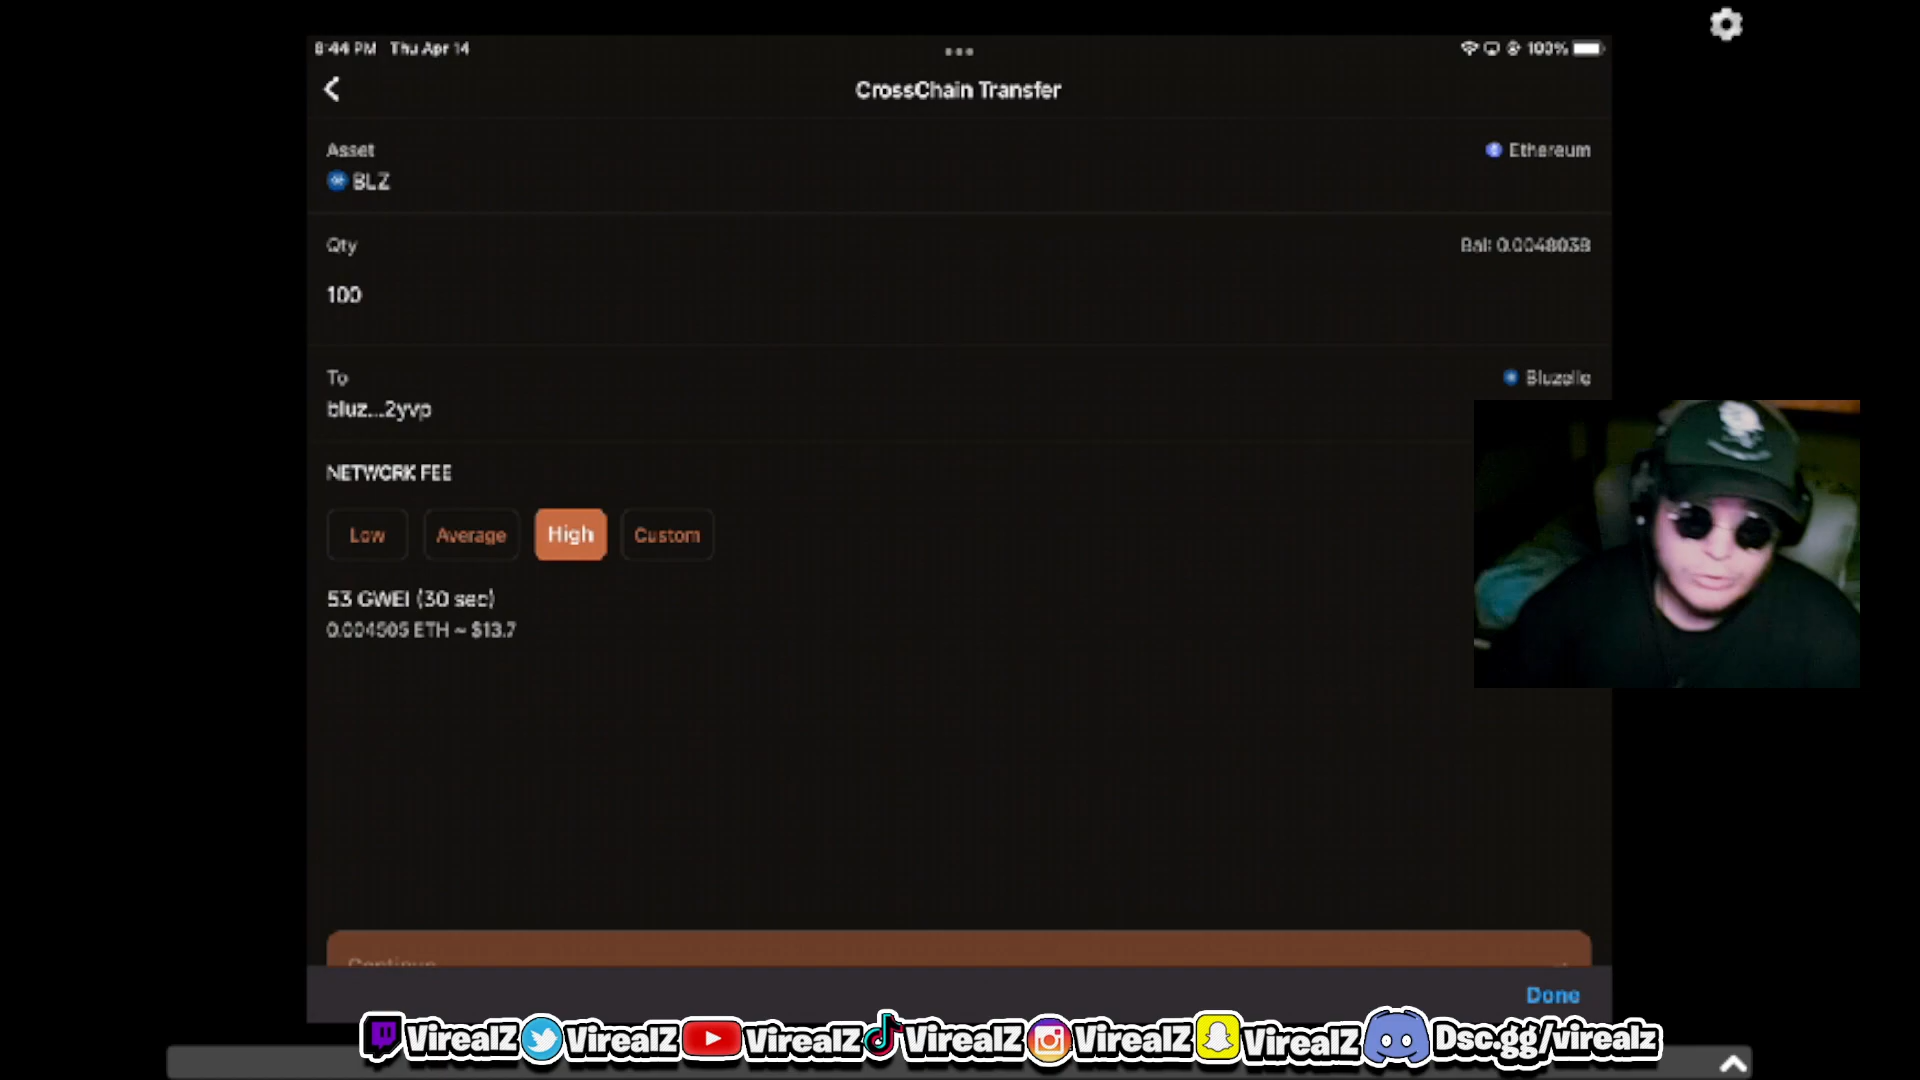 8:44 PM Thu Apr 14
100%
CrossChain Transfer
Asset
Ethereum
BLZ
Qty
Bal: 0.0048038
100
To
Bluzelle
bluz...2yvp
NETWORK FEE
Low Average High Custom
53 GWEI (30 sec)
0.004505 ETH ~ $13.7
Continue
Done
VirealZ VirealZ VirealZ VirealZ VirealZ VirealZ Dsc.gg/virealz